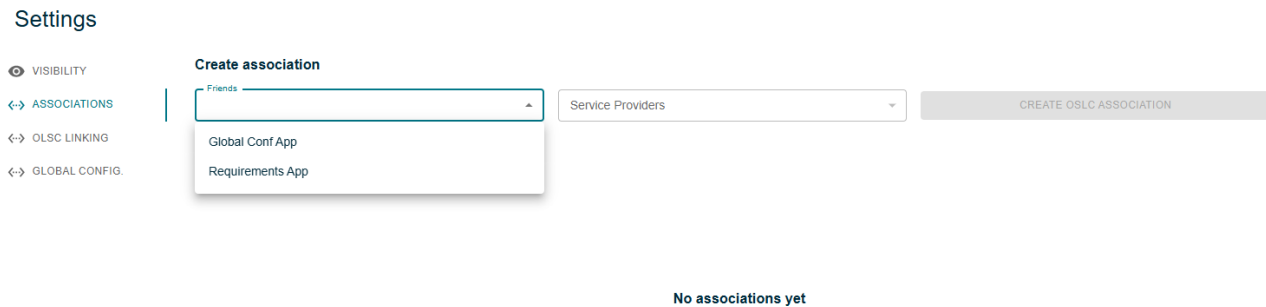 Settings
VISIBILITY
ASSOCIATIONS
OLSC LINKING
GLOBAL CONFIG.
Create association
Friends
Service Providers
CREATE OSLC ASSOCIATION
Global Conf App
Requirements App
No associations yet